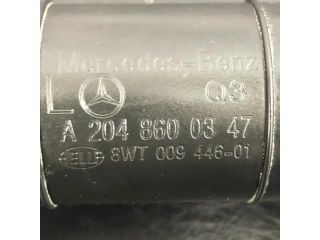 Mercedes-Benz
L Q3
A 204 860 03 47
HELLA 8WT 009 446-01